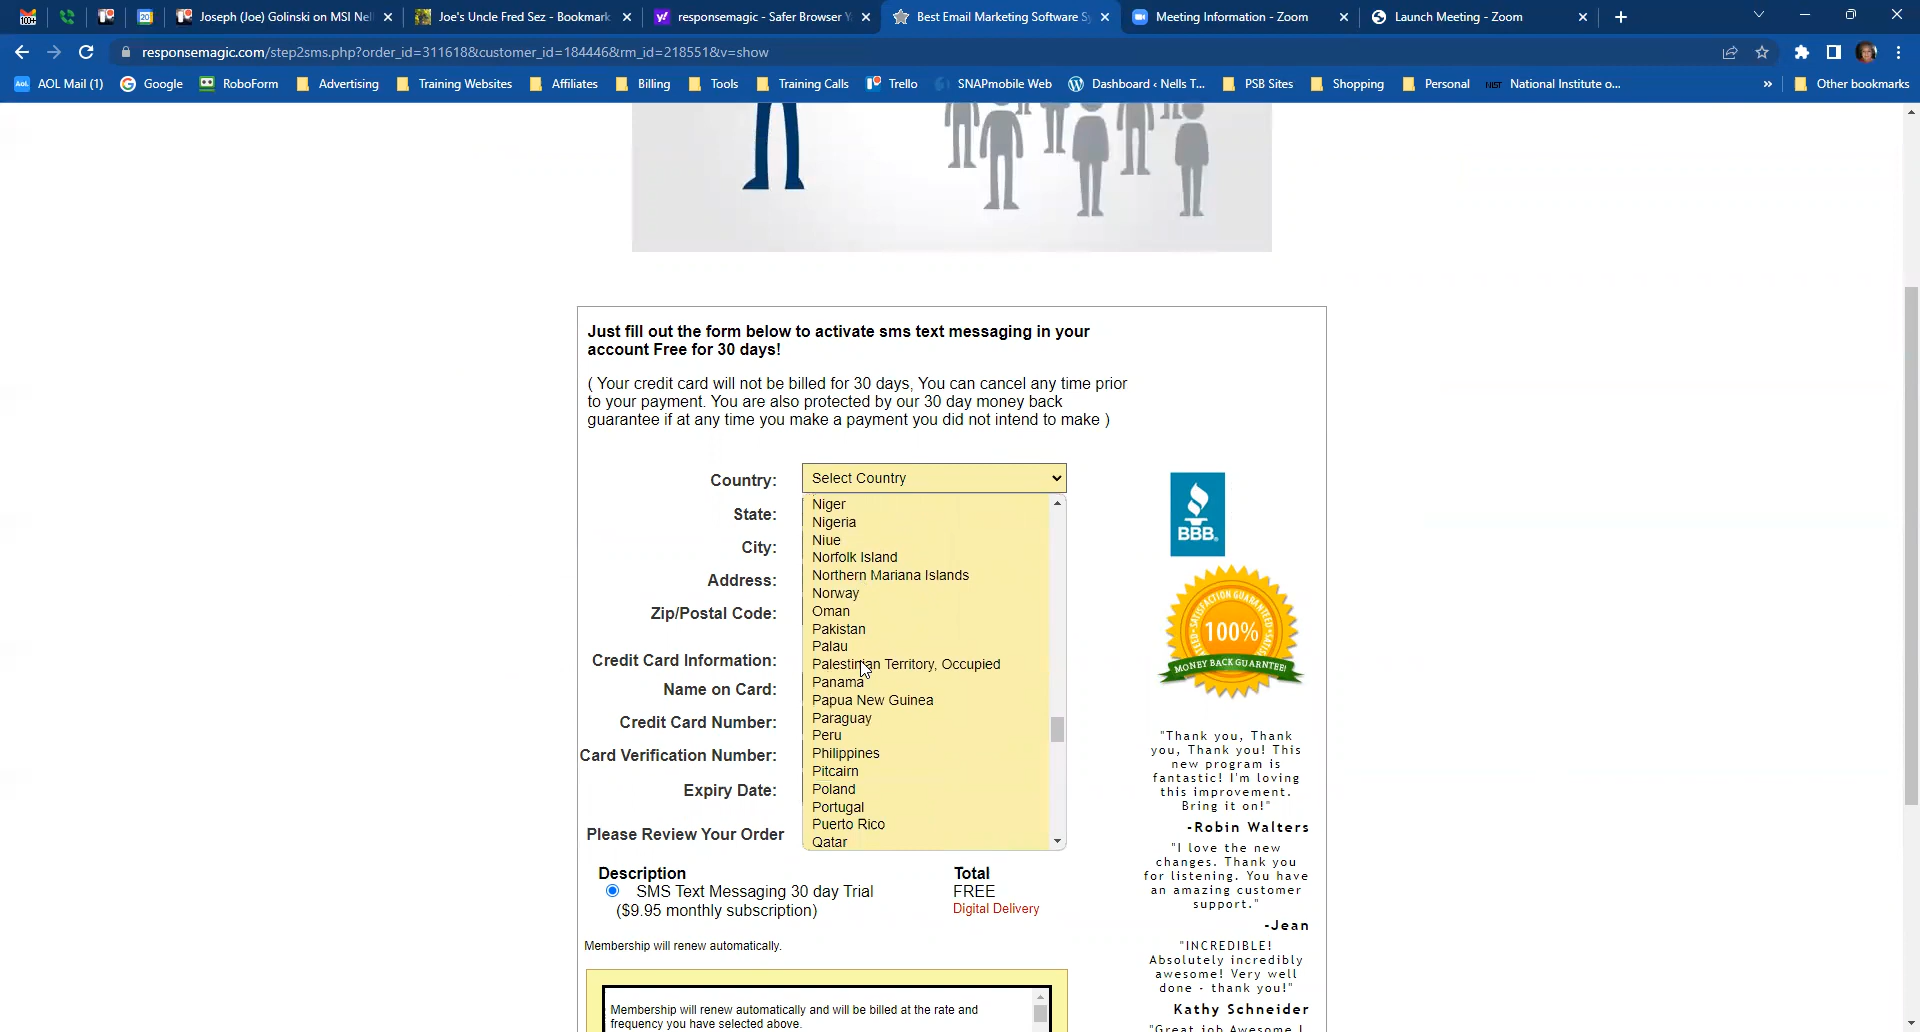 Joseph (Joe) Golinski on MSI Nel
Joe's Uncle Fred Sez - Bookmark
responsemagic - Safer Browser Y
Best Email Marketing Software S
Meeting Information - Zoom
Launch Meeting - Zoom
responsemagic.com/step2sms.php?order_id=311618&customer_id=184446&rm_id=218551&v=show
AOL Mail (1)
Google
RoboForm
Advertising
Training Websites
Affiliates
Billing
Tools
Training Calls
Trello
SNAPmobile Web
Dashboard ‹ Nells T...
PSB Sites
Shopping
Personal
NIST National Institute o...
»
Other bookmarks
Just fill out the form below to activate sms text messaging in your
account Free for 30 days!
( Your credit card will not be billed for 30 days, You can cancel any time prior
to your payment. You are also protected by our 30 day money back
guarantee if at any time you make a payment you did not intend to make )
Country:
Select Country
State:
City:
Address:
Zip/Postal Code:
Credit Card Information:
Name on Card:
Credit Card Number:
Card Verification Number:
Expiry Date:
Please Review Your Order
Niger
Nigeria
Niue
Norfolk Island
Northern Mariana Islands
Norway
Oman
Pakistan
Palau
Palestinian Territory, Occupied
Panama
Papua New Guinea
Paraguay
Peru
Philippines
Pitcairn
Poland
Portugal
Puerto Rico
Qatar
Description
Total
SMS Text Messaging 30 day Trial
FREE
($9.95 monthly subscription)
Digital Delivery
Membership will renew automatically.
Membership will renew automatically and will be billed at the rate and
frequency you have selected above.
BBB.
SATISFACTION GUARANTEED
100%
MONEY BACK GUARNTEE!
"Thank you, Thank
you, Thank you! This
new program is
fantastic! I'm loving
this improvement.
Bring it on!"
-Robin Walters
"I love the new
changes. Thank you
for listening. You have
an amazing customer
support."
-Jean
"INCREDIBLE!
Absolutely incredibly
awesome! Very well
done - thank you!"
Kathy Schneider
"Great job Awesome I